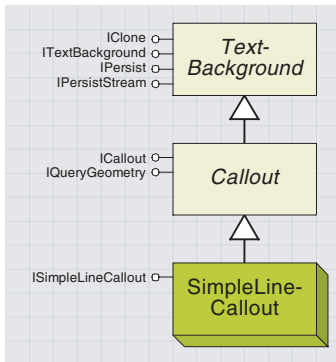 IClone
ITextBackground
IPersist
IPersistStream
Text-
Background
ICallout
IQueryGeometry
Callout
ISimpleLineCallout
SimpleLine-
Callout